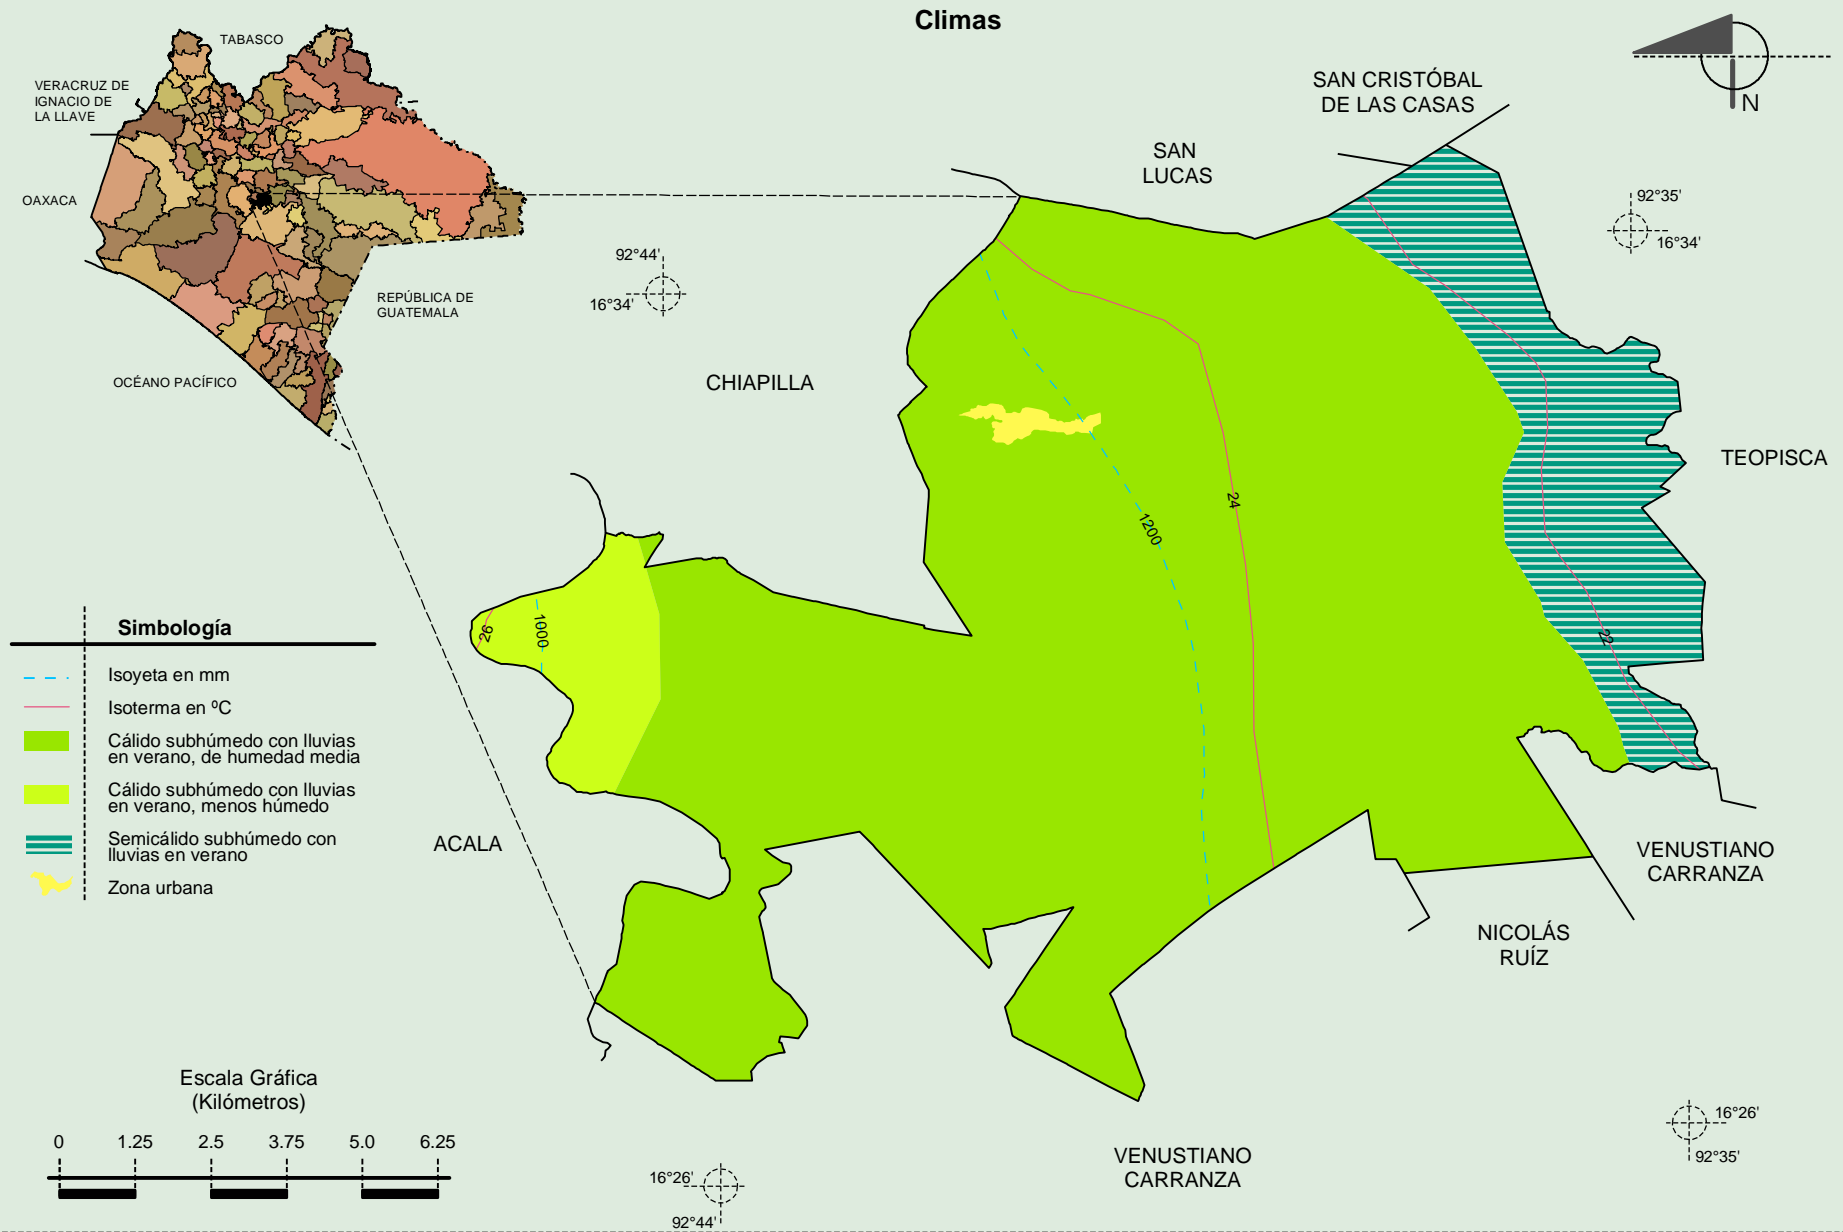 Climas
TABASCO
VERACRUZ DE
IGNACIO DE
LA LLAVE
OAXACA
REPÚBLICA DE
GUATEMALA
OCÉANO PACÍFICO
N
SAN CRISTÓBAL
DE LAS CASAS
SAN
LUCAS
92°35'
16°34'
92°44'
16°34'
CHIAPILLA
TEOPISCA
24
1200
26
1000
22
Simbología
Isoyeta en mm
Isoterma en ºC
Cálido subhúmedo con lluvias
en verano, de humedad media
Cálido subhúmedo con lluvias
en verano, menos húmedo
Semicálido subhúmedo con
lluvias en verano
Zona urbana
ACALA
VENUSTIANO
CARRANZA
NICOLÁS
RUÍZ
Escala Gráfica
(Kilómetros)
0 1.25 2.5 3.75 5.0 6.25
VENUSTIANO
CARRANZA
16°26'
92°35'
16°26'
92°44'